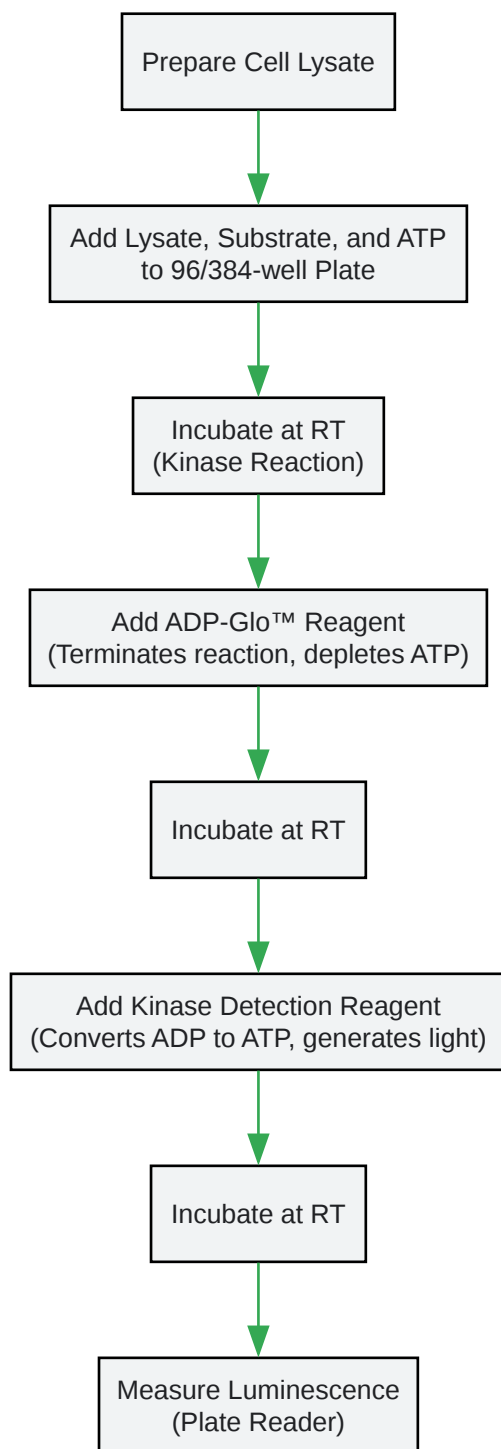 Prepare Cell Lysate
Add Lysate, Substrate, and ATP
to 96/384-well Plate
Incubate at RT
(Kinase Reaction)
Add ADP-Glo™ Reagent
(Terminates reaction, depletes ATP)
Incubate at RT
Add Kinase Detection Reagent
(Converts ADP to ATP, generates light)
Incubate at RT
Measure Luminescence
(Plate Reader)